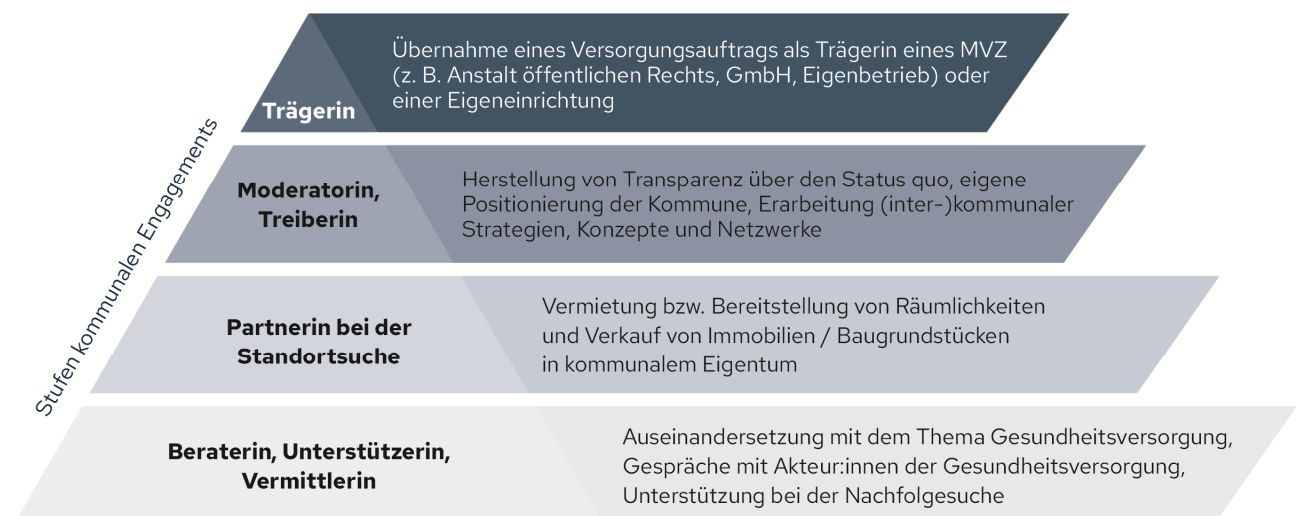 Stufen kommunalen Engagements
Trägerin
Übernahme eines Versorgungsauftrags als Trägerin eines MVZ
(z. B. Anstalt öffentlichen Rechts, GmbH, Eigenbetrieb) oder
einer Eigeneinrichtung
Moderatorin,
Treiberin
Herstellung von Transparenz über den Status quo, eigene
Positionierung der Kommune, Erarbeitung (inter-)kommunaler
Strategien, Konzepte und Netzwerke
Partnerin bei der
Standortsuche
Vermietung bzw. Bereitstellung von Räumlichkeiten
und Verkauf von Immobilien / Baugrundstücken
in kommunalem Eigentum
Beraterin, Unterstützerin,
Vermittlerin
Auseinandersetzung mit dem Thema Gesundheitsversorgung,
Gespräche mit Akteur:innen der Gesundheitsversorgung,
Unterstützung bei der Nachfolgesuche